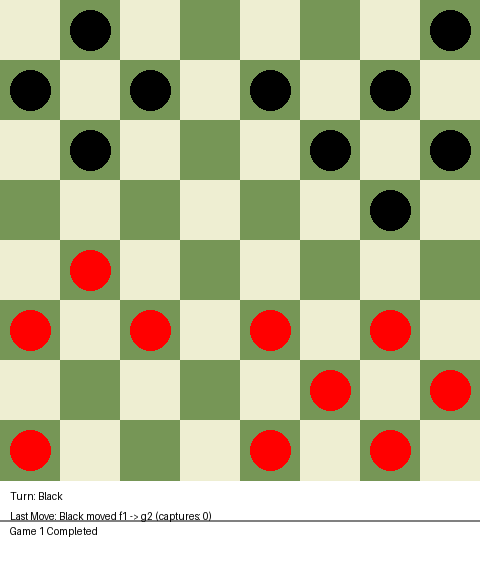 Turn: Black
Last Move: Black moved f1 -> g2 (captures: 0)
Game 1 Completed